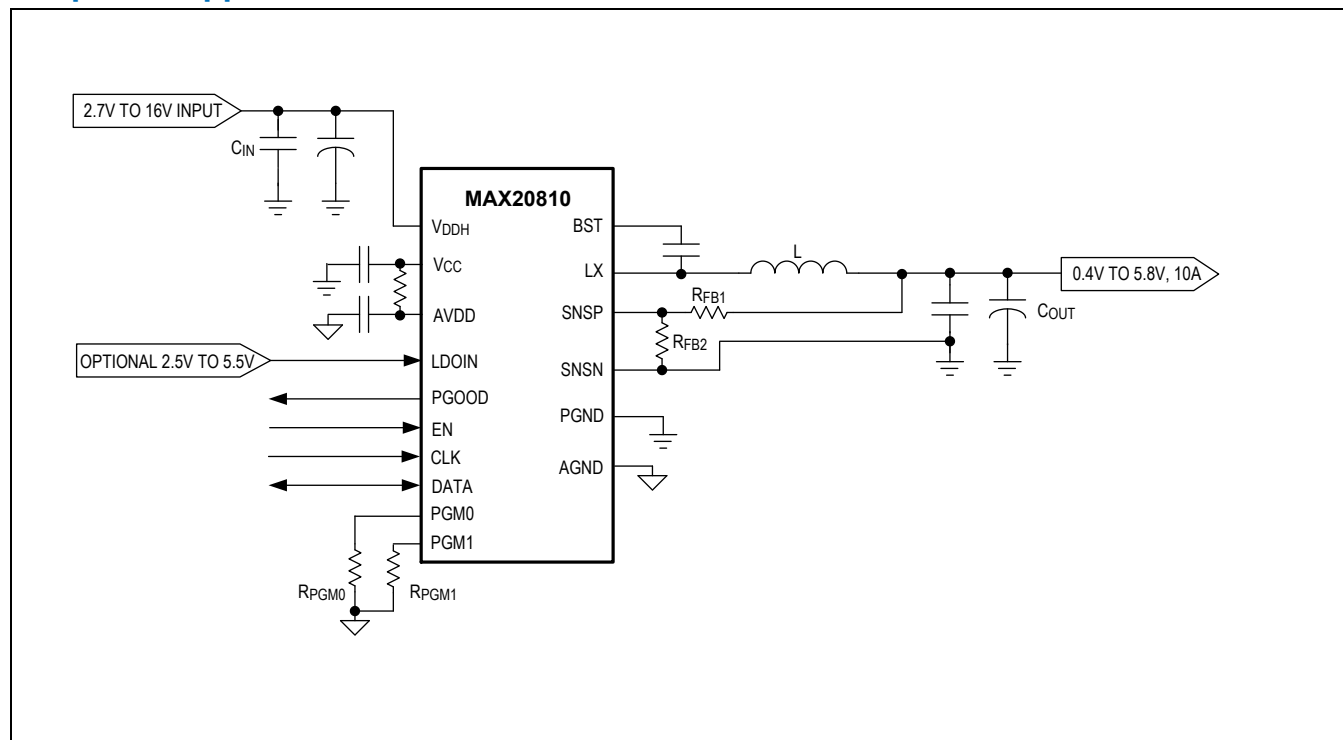 2.7V TO 16V INPUT
CIN
MAX20810
VDDH
BST
VCC
LX
L
0.4V TO 5.8V, 10A
AVDD
SNSP
RFB1
COUT
RFB2
OPTIONAL 2.5V TO 5.5V
LDOIN
SNSN
PGOOD
PGND
EN
CLK
AGND
DATA
PGM0
PGM1
RPGM0
RPGM1